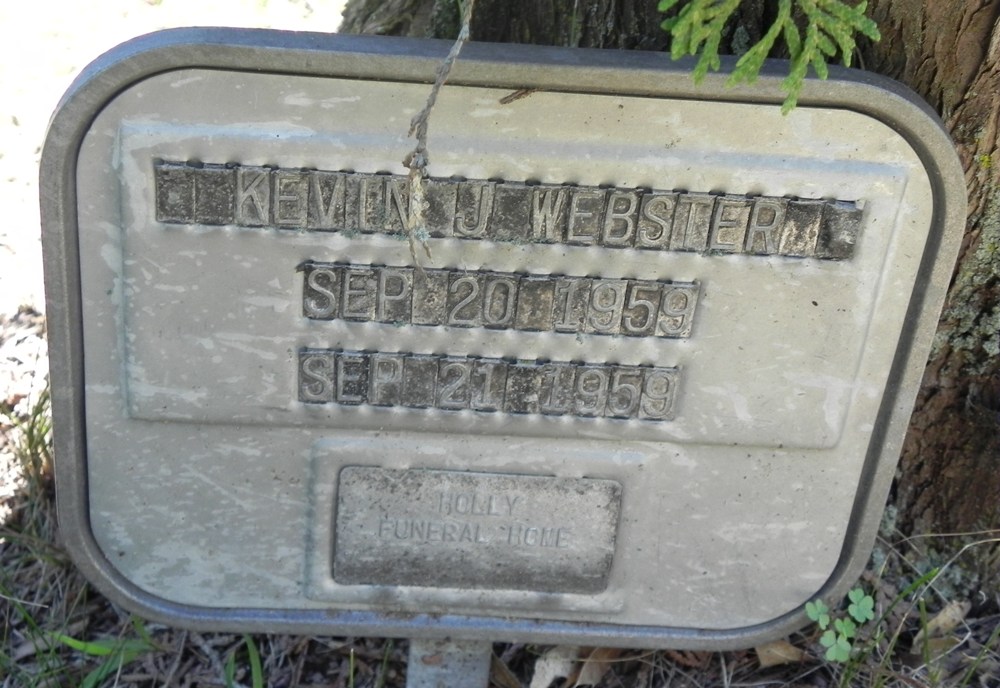 KEVIN J WEBSTER
SEP 20 1959
SEP 21 1959
HOLLY
FUNERAL HOME